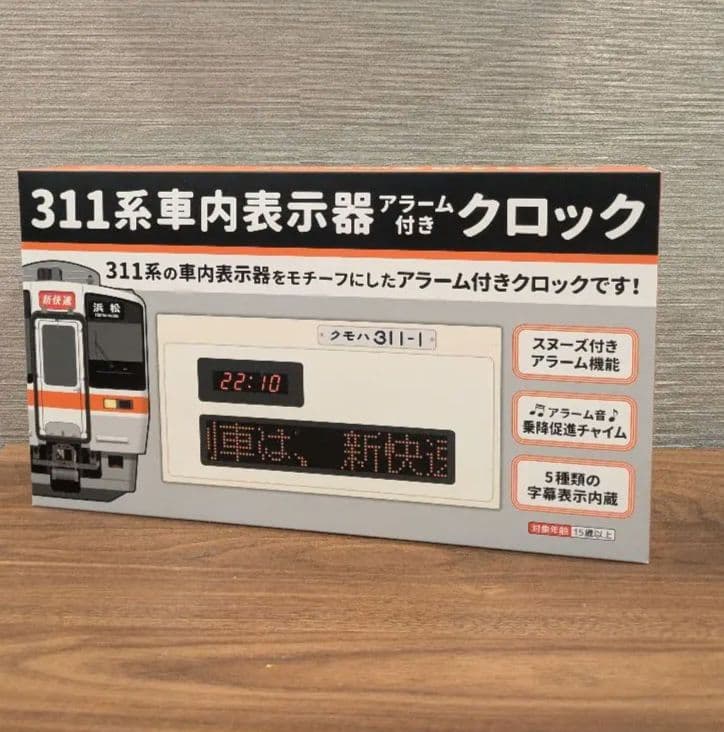 311系車内表示器アラーム付きクロック
311系の車内表示器をモチーフにしたアラーム付きクロックです!
新快速
浜松
クモハ 311-1
22:10
車は、 新快速
スヌーズ付き
アラーム機能
アラーム音♪
乗降促進チャイム
5種類の
字幕表示内蔵
対象年齢 15歳以上